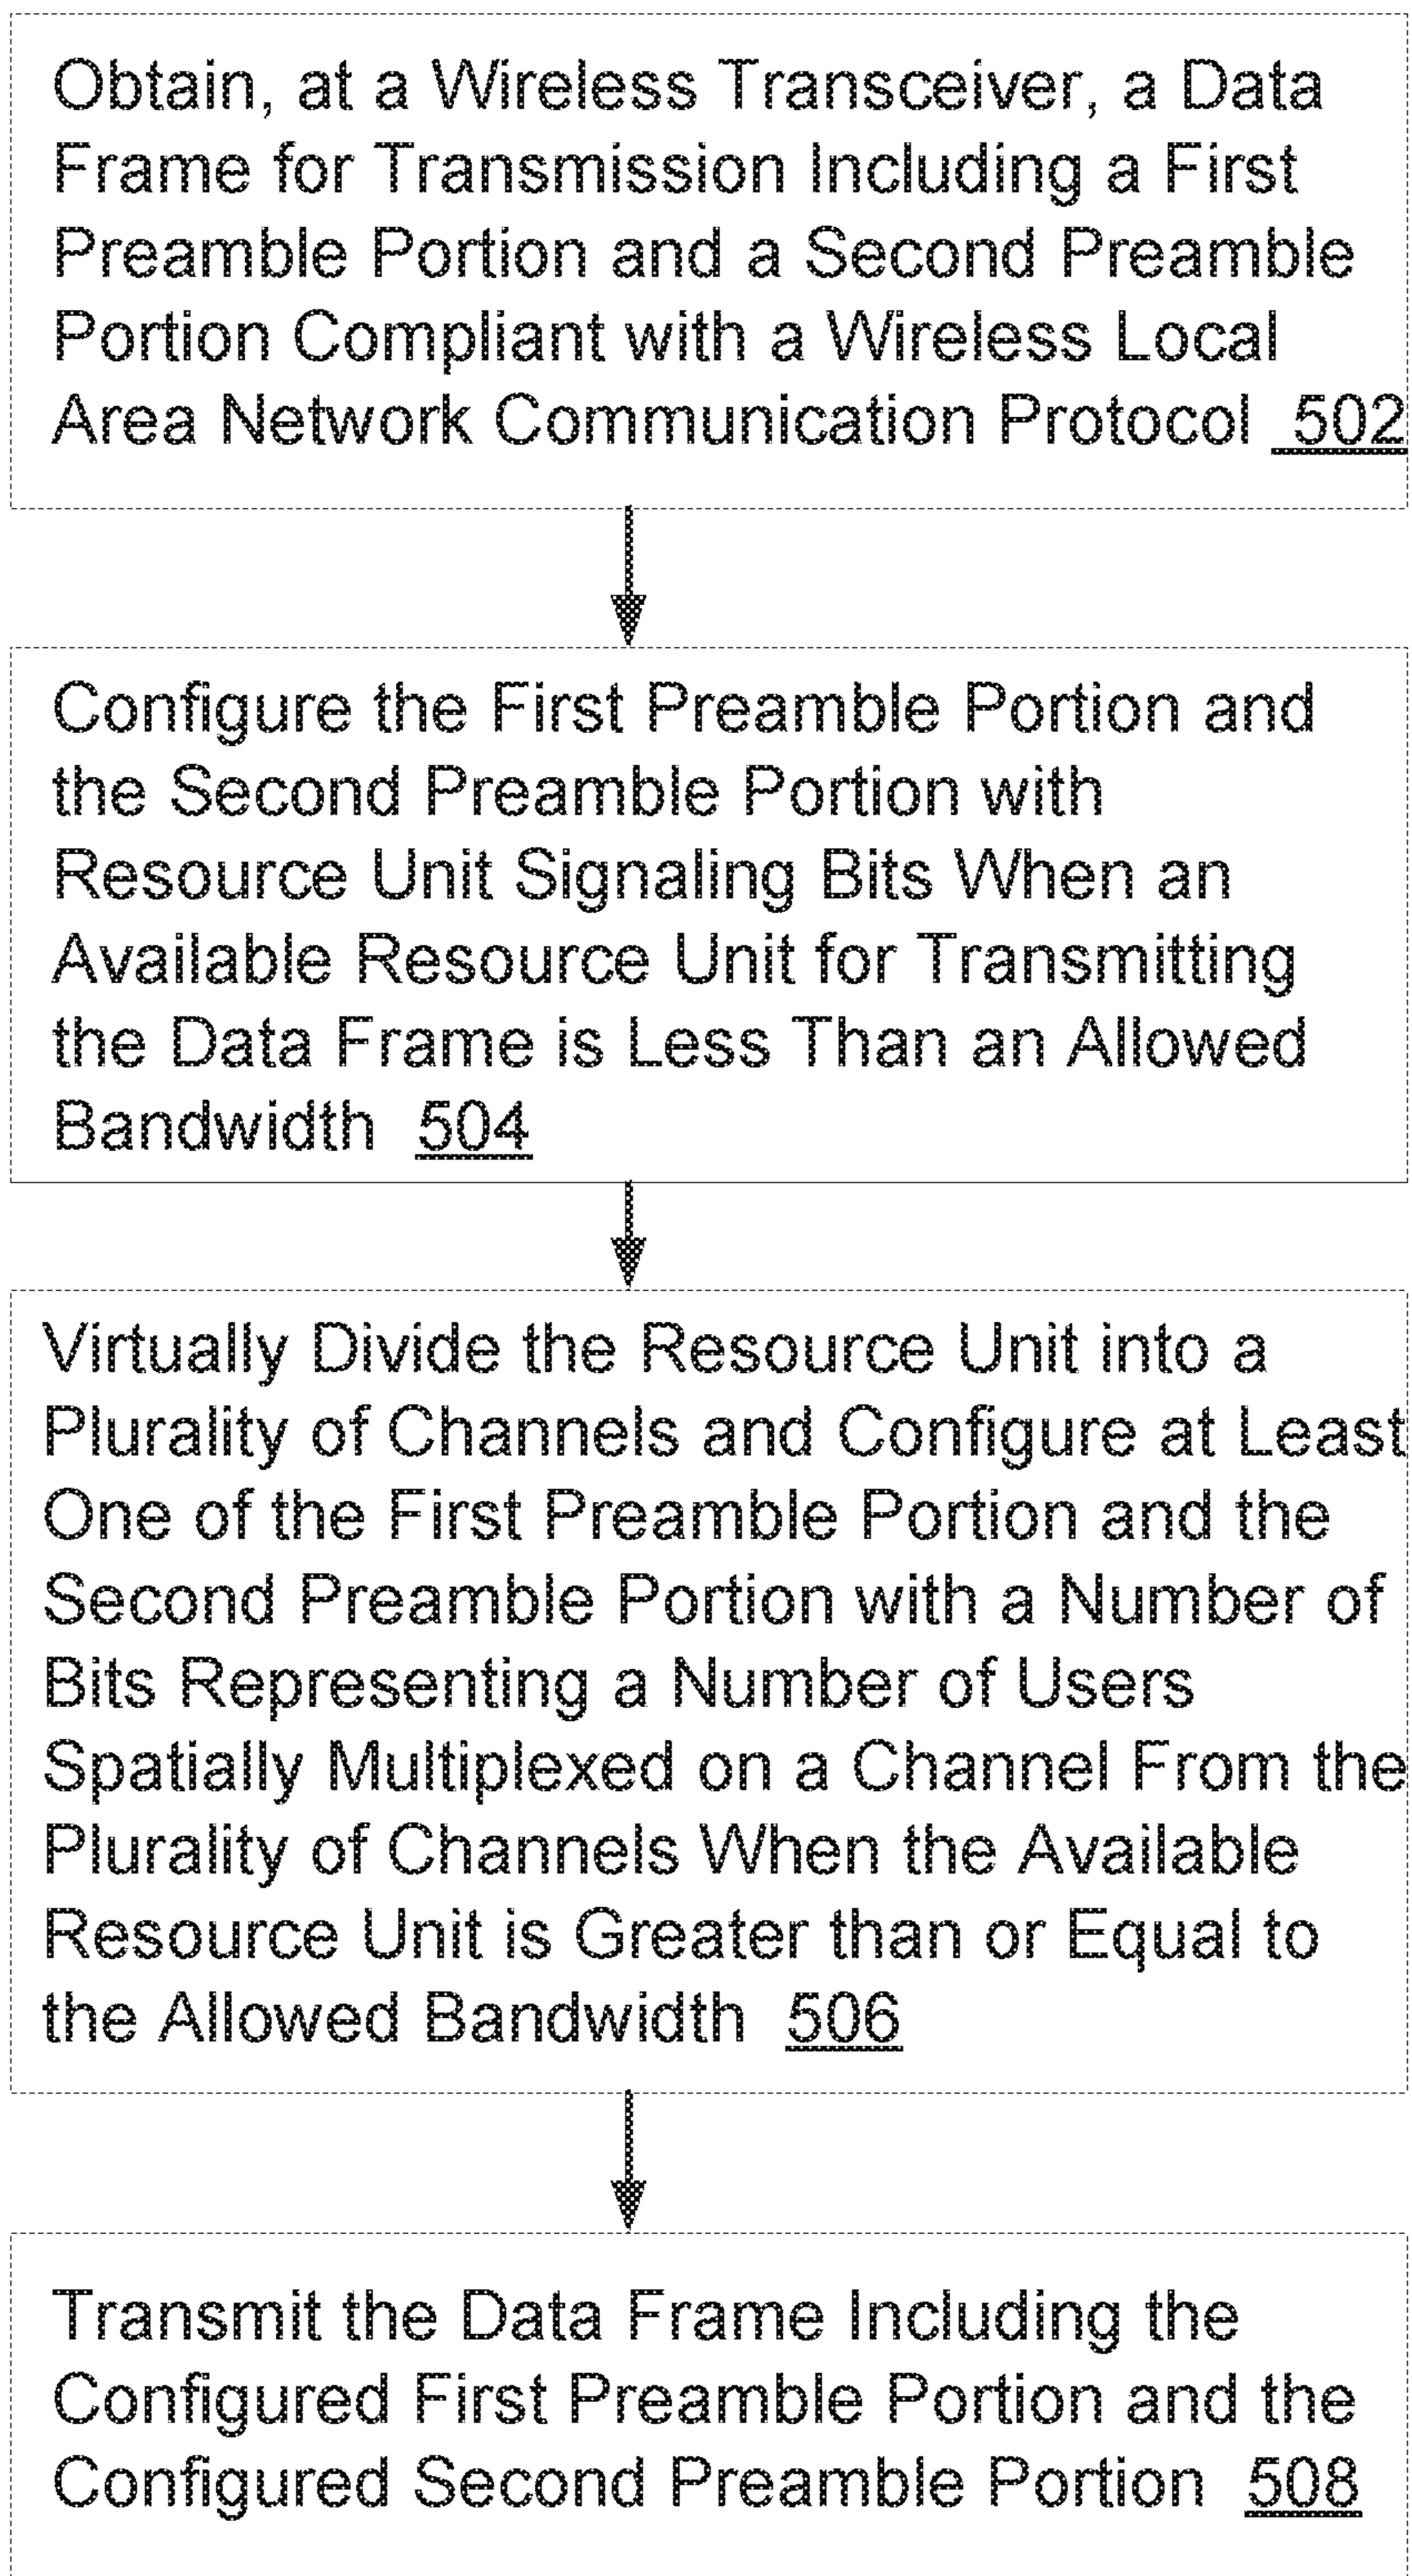 Obtain, at a Wireless Transceiver, a Data
Frame for Transmission Including a First
Preamble Portion and a Second Preamble
Portion Compliant with a Wireless Local
Area Network Communication Protocol 502
Configure the First Preamble Portion and
the Second Preamble Portion with
Resource Unit Signaling Bits When an
Available Resource Unit for Transmitting
the Data Frame is Less Than an Allowed
Bandwidth 504
Virtually Divide the Resource Unit into a
Plurality of Channels and Configure at Least
One of the First Preamble Portion and the
Second Preamble Portion with a Number of
Bits Representing a Number of Users
Spatially Multiplexed on a Channel From the
Plurality of Channels When the Available
Resource Unit is Greater than or Equal to
the Allowed Bandwidth 506
Transmit the Data Frame Including the
Configured First Preamble Portion and the
Configured Second Preamble Portion 508